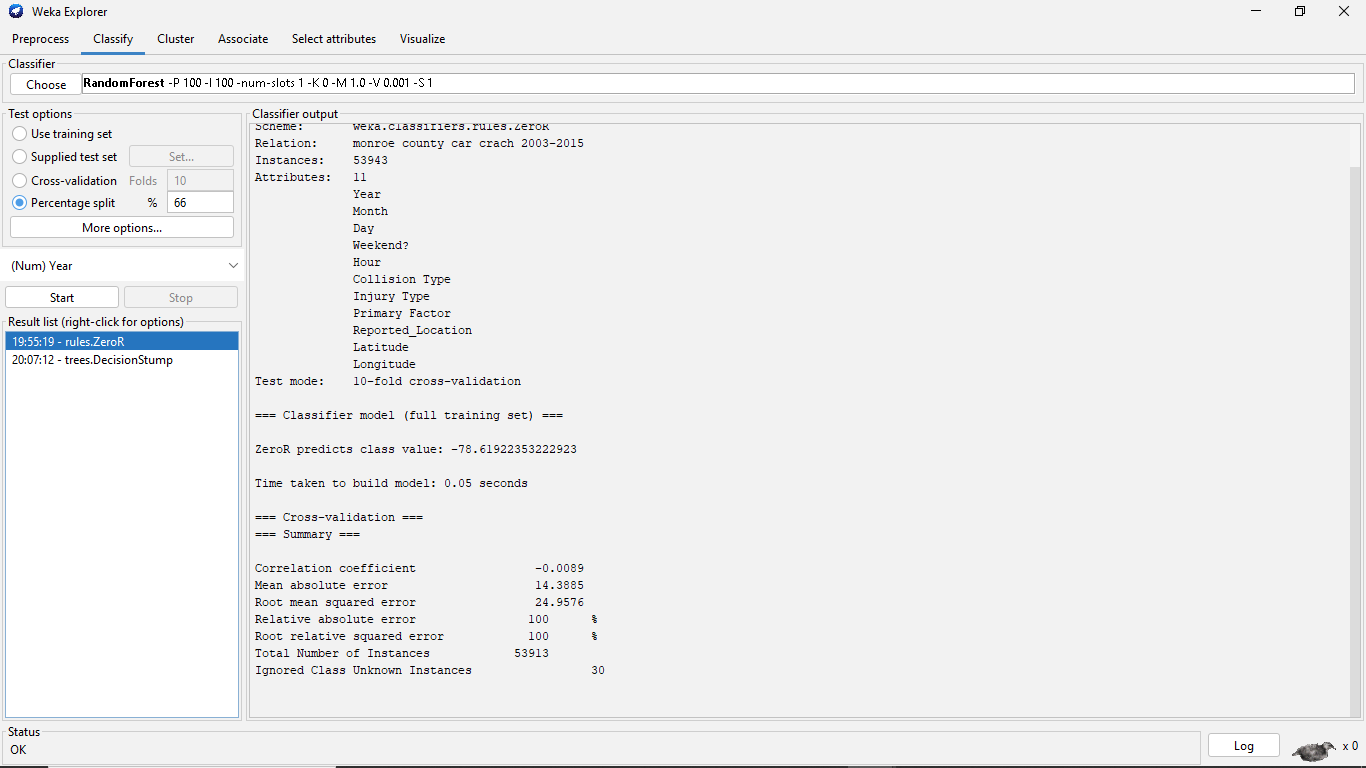 Weka Explorer
Preprocess Classify Cluster Associate Select attributes Visualize
Classifier
Choose RandomForest -P 100 -I 100 -num-slots 1 -K 0 -M 1.0 -V 0.001 -S 1
Test options
Use training set
Supplied test set Set...
Cross-validation Folds 10
Percentage split % 66
More options...
(Num) Year
Start Stop
Result list (right-click for options)
19:55:19 - rules.ZeroR
20:07:12 - trees.DecisionStump
Classifier output
Scheme: weka.classifiers.rules.ZeroR
Relation: monroe county car crach 2003-2015
Instances: 53943
Attributes: 11
Year
Month
Day
Weekend?
Hour
Collision Type
Injury Type
Primary Factor
Reported_Location
Latitude
Longitude
Test mode: 10-fold cross-validation
=== Classifier model (full training set) ===
ZeroR predicts class value: -78.61922353222923
Time taken to build model: 0.05 seconds
=== Cross-validation ===
=== Summary ===
Correlation coefficient -0.0089
Mean absolute error 14.3885
Root mean squared error 24.9576
Relative absolute error 100 %
Root relative squared error 100 %
Total Number of Instances 53913
Ignored Class Unknown Instances 30
Status
OK
Log x 0